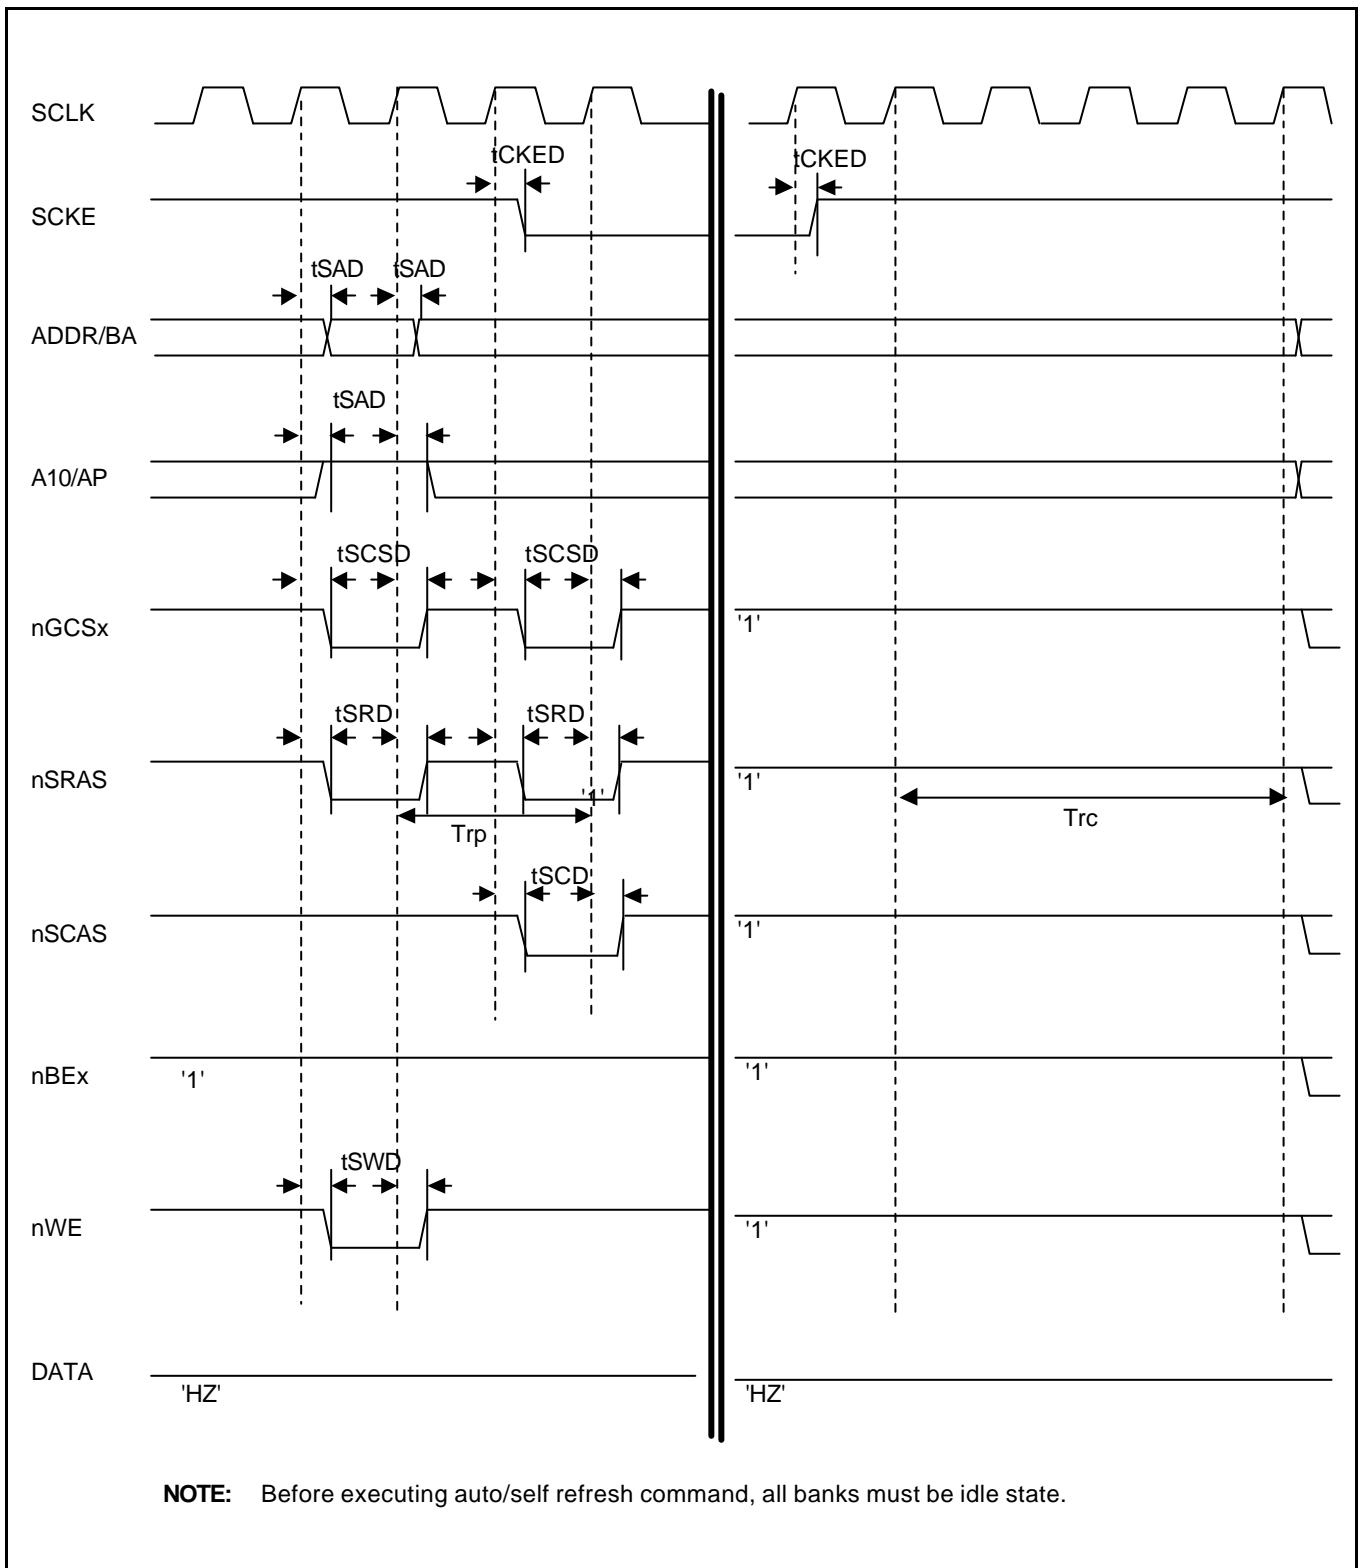 SCLK
tCKED
tCKED
SCKE
tSAD
tSAD
ADDR/BA
tSAD
A10/AP
tSCSD
tSCSD
nGCSx
'1'
tSRD
tSRD
nSRAS
'1'
'1'
Trp
Trc
tSCD
nSCAS
'1'
nBEx
'1'
'1'
tSWD
nWE
'1'
DATA
'HZ'
'HZ'
NOTE: Before executing auto/self refresh command, all banks must be idle state.